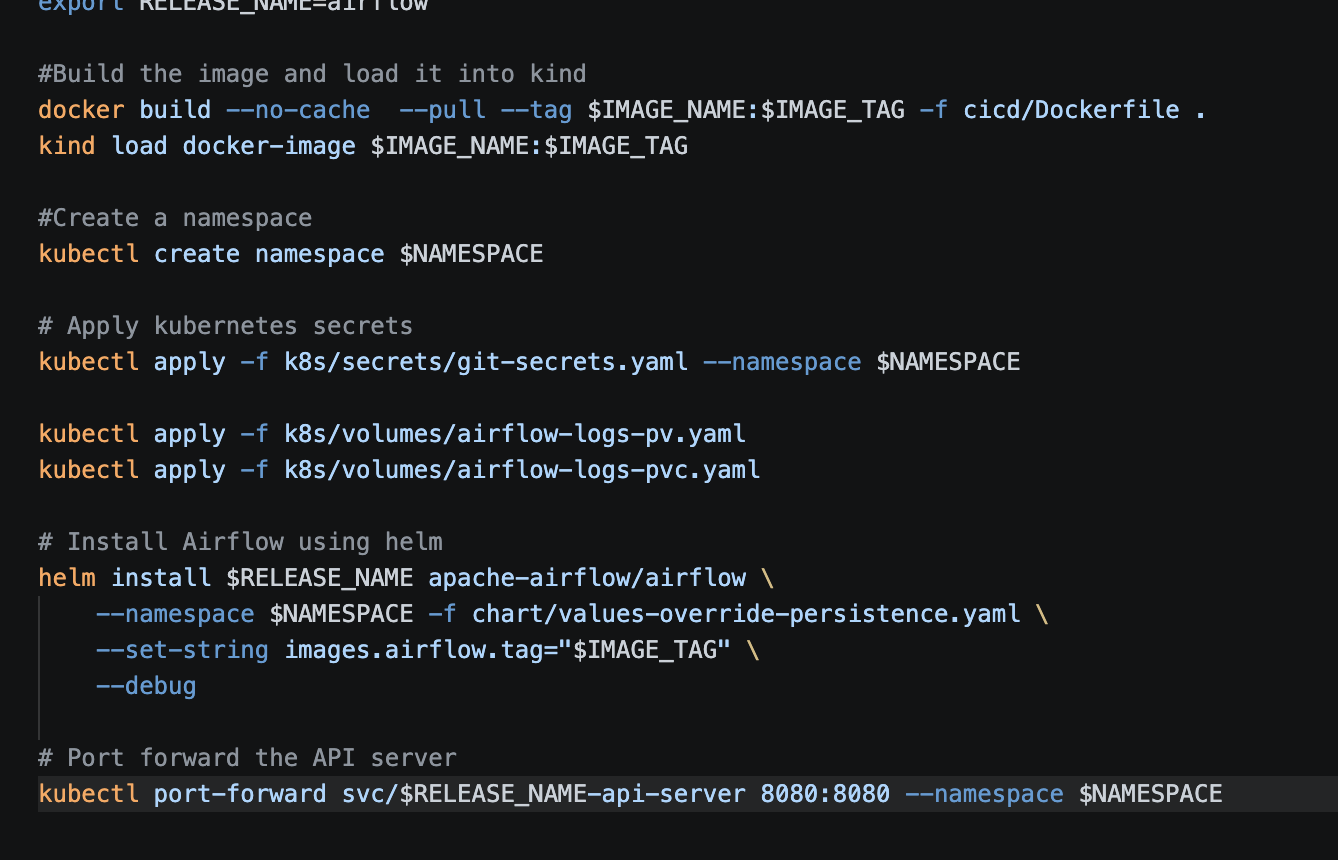 export RELEASE_NAME=airflow
#Build the image and load it into kind
docker build --no-cache  --pull --tag $IMAGE_NAME:$IMAGE_TAG -f cicd/Dockerfile .
kind load docker-image $IMAGE_NAME:$IMAGE_TAG
#Create a namespace
kubectl create namespace $NAMESPACE
# Apply kubernetes secrets
kubectl apply -f k8s/secrets/git-secrets.yaml --namespace $NAMESPACE
kubectl apply -f k8s/volumes/airflow-logs-pv.yaml
kubectl apply -f k8s/volumes/airflow-logs-pvc.yaml
# Install Airflow using helm
helm install $RELEASE_NAME apache-airflow/airflow \
    --namespace $NAMESPACE -f chart/values-override-persistence.yaml \
    --set-string images.airflow.tag="$IMAGE_TAG" \
    --debug
# Port forward the API server
kubectl port-forward svc/$RELEASE_NAME-api-server 8080:8080 --namespace $NAMESPACE